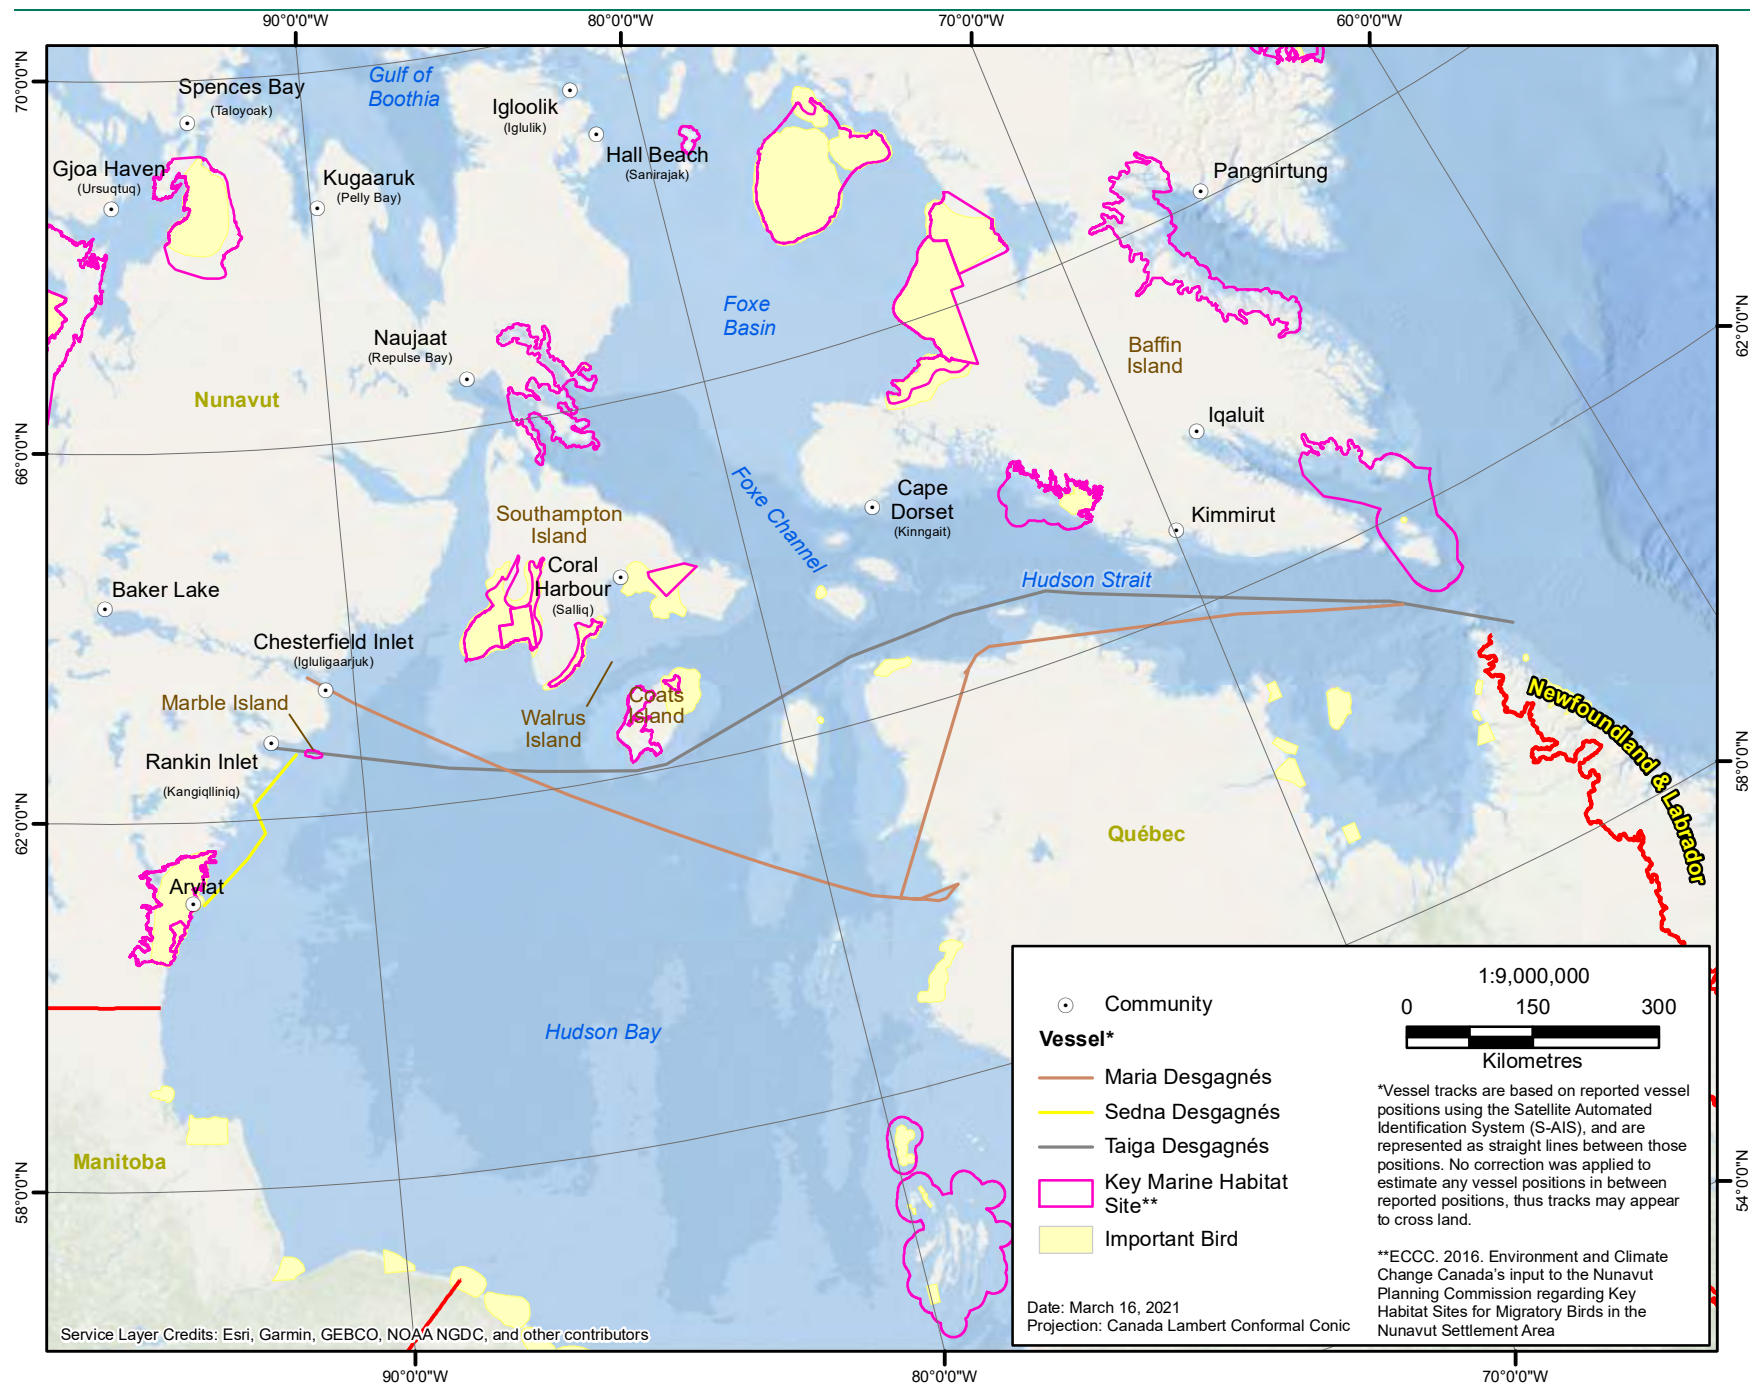 90°0'0"W
80°0'0"W
70°0'0"W
60°0'0"W
70°0'0"N
66°0'0"N
62°0'0"N
58°0'0"N
62°0'0"N
58°0'0"N
54°0'0"N
Gulf of
Boothia
Spences Bay
(Taloyoak)
Igloolik
(Iglulik)
Hall Beach
(Sanirajak)
Gjoa Haven
(Ursuqtuq)
Kugaaruk
(Pelly Bay)
Pangnirtung
Foxe
Basin
Naujaat
(Repulse Bay)
Baffin
Island
Nunavut
Iqaluit
Foxe Channel
Cape
Dorset
(Kinngait)
Kimmirut
Southampton
Island
Coral
Harbour
(Salliq)
Hudson Strait
Baker Lake
Chesterfield Inlet
(Igluligaarjuk)
Marble Island
Walrus
Island
Coats
Island
Newfoundland & Labrador
Rankin Inlet
(Kangiqlliniq)
Québec
Arviat
Hudson Bay
Manitoba
Community
Vessel*
Maria Desgagnés
Sedna Desgagnés
Taiga Desgagnés
Key Marine Habitat
Site**
Important Bird
Date: March 16, 2021
Projection: Canada Lambert Conformal Conic
1:9,000,000
0 150 300
Kilometres
*Vessel tracks are based on reported vessel
positions using the Satellite Automated
Identification System (S-AIS), and are
represented as straight lines between those
positions. No correction was applied to
estimate any vessel positions in between
reported positions, thus tracks may appear
to cross land.
**ECCC. 2016. Environment and Climate
Change Canada's input to the Nunavut
Planning Commission regarding Key
Habitat Sites for Migratory Birds in the
Nunavut Settlement Area
Service Layer Credits: Esri, Garmin, GEBCO, NOAA NGDC, and other contributors
90°0'0"W
80°0'0"W
70°0'0"W